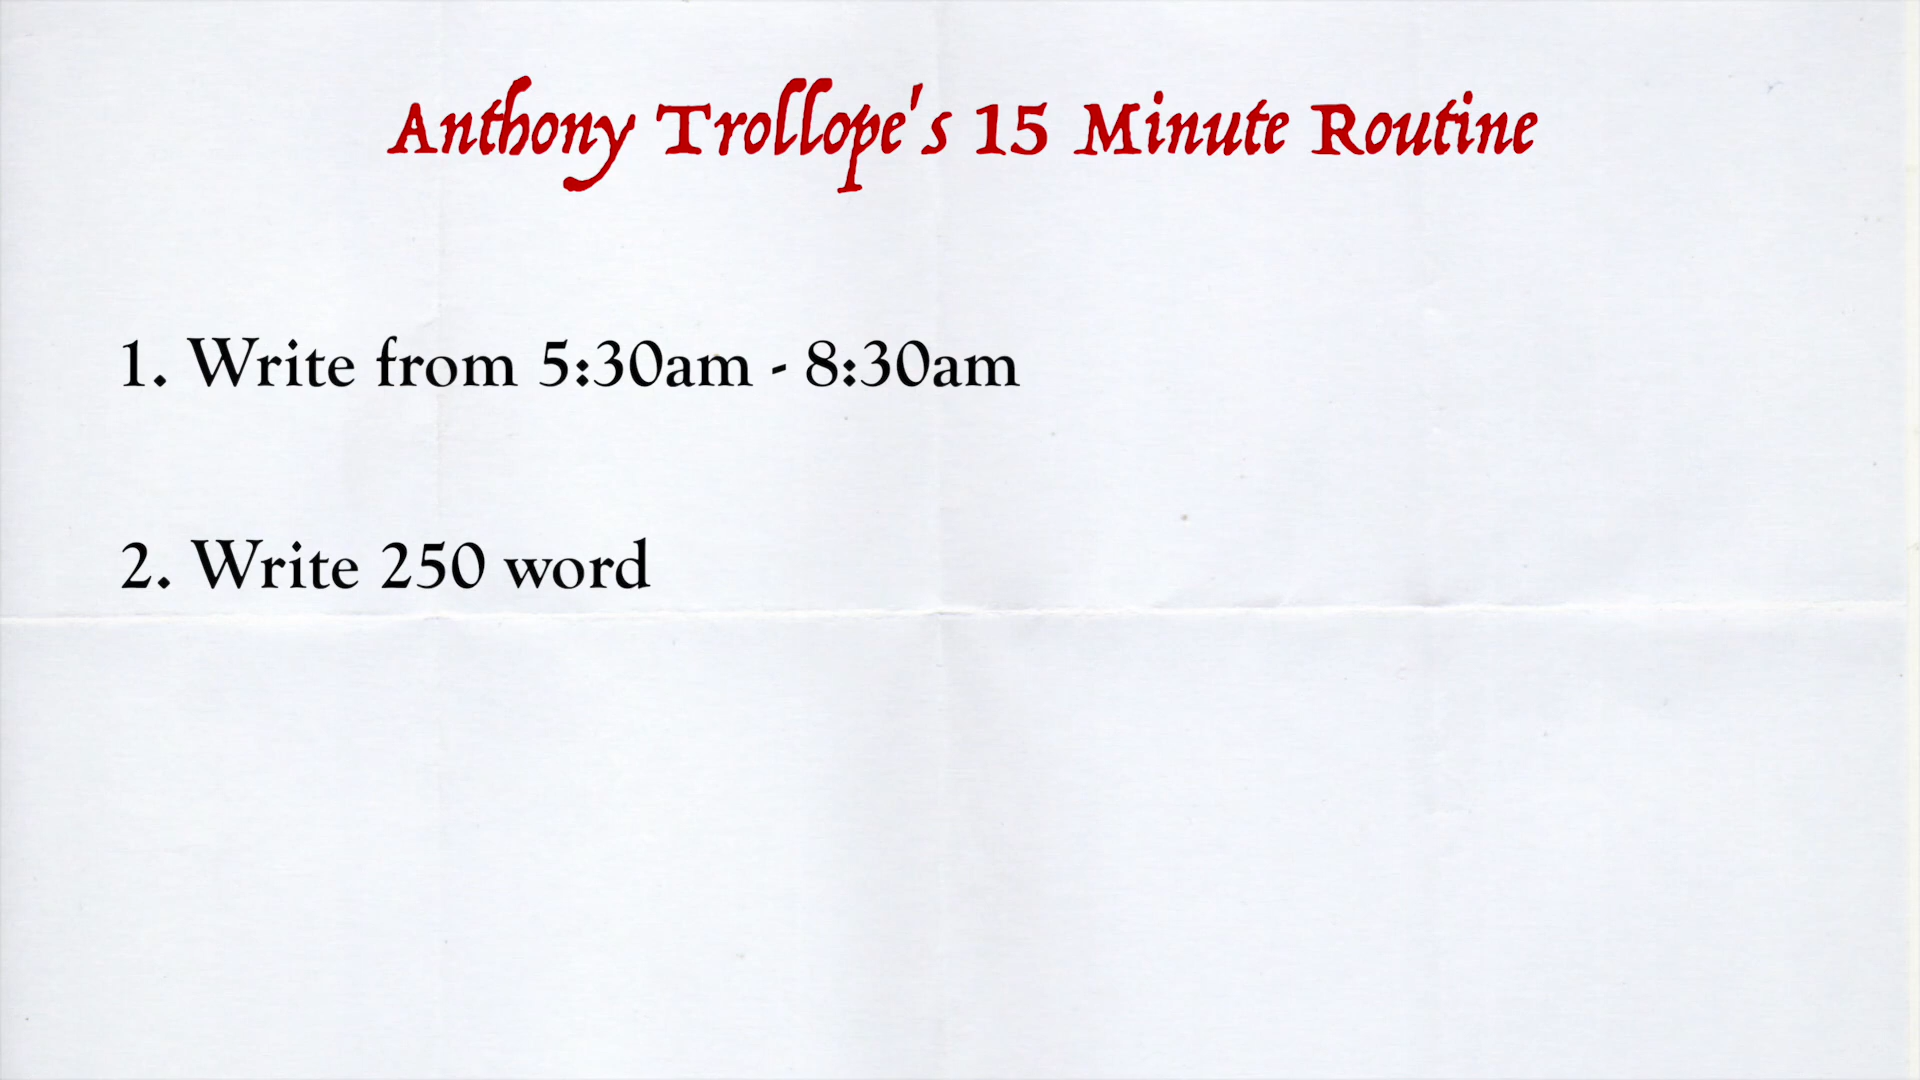 Anthony Trollope's 15 Minute Routine
1. Write from 5:30am - 8:30am
2. Write 250 word